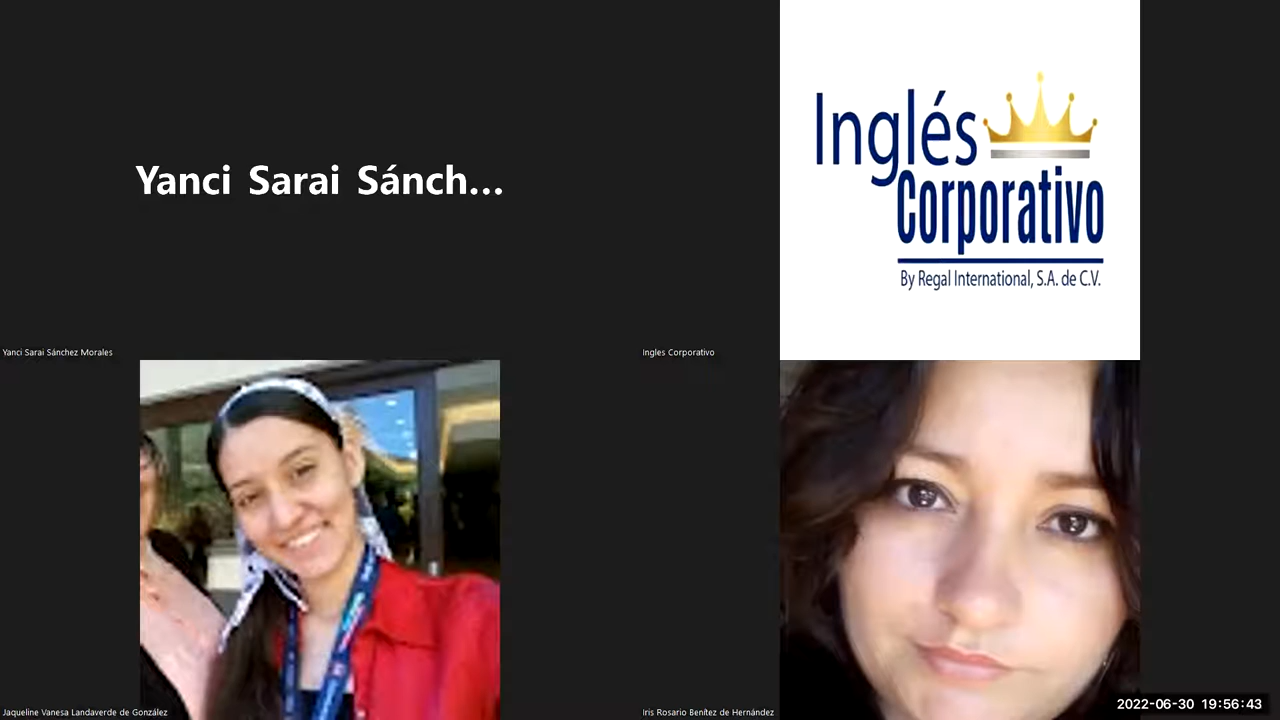 Yanci Sarai Sánch...
Inglés
Corporativo
By Regal International, S.A. de C.V.
Yanci Sarai Sánchez Morales
Ingles Corporativo
Jaqueline Vanesa Landaverde de González
Iris Rosario Benítez de Hernández
2022-06-30 19:56:43